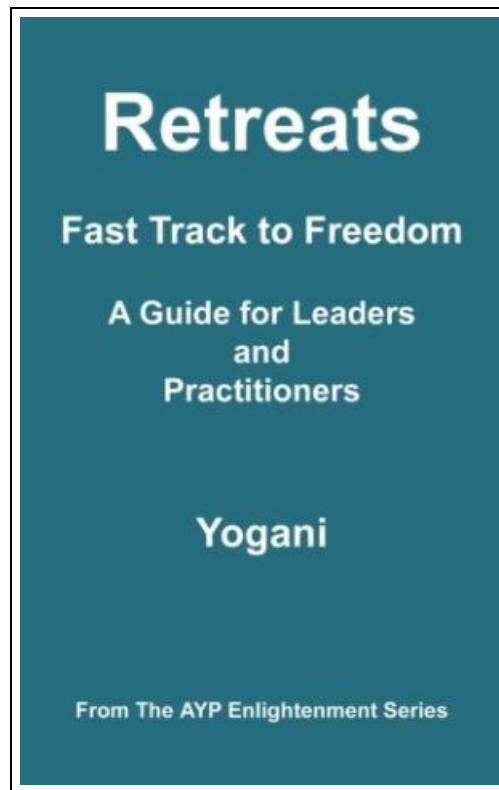 Retreats
Fast Track to Freedom
A Guide for Leaders
and
Practitioners
Yogani
From The AYP Enlightenment Series